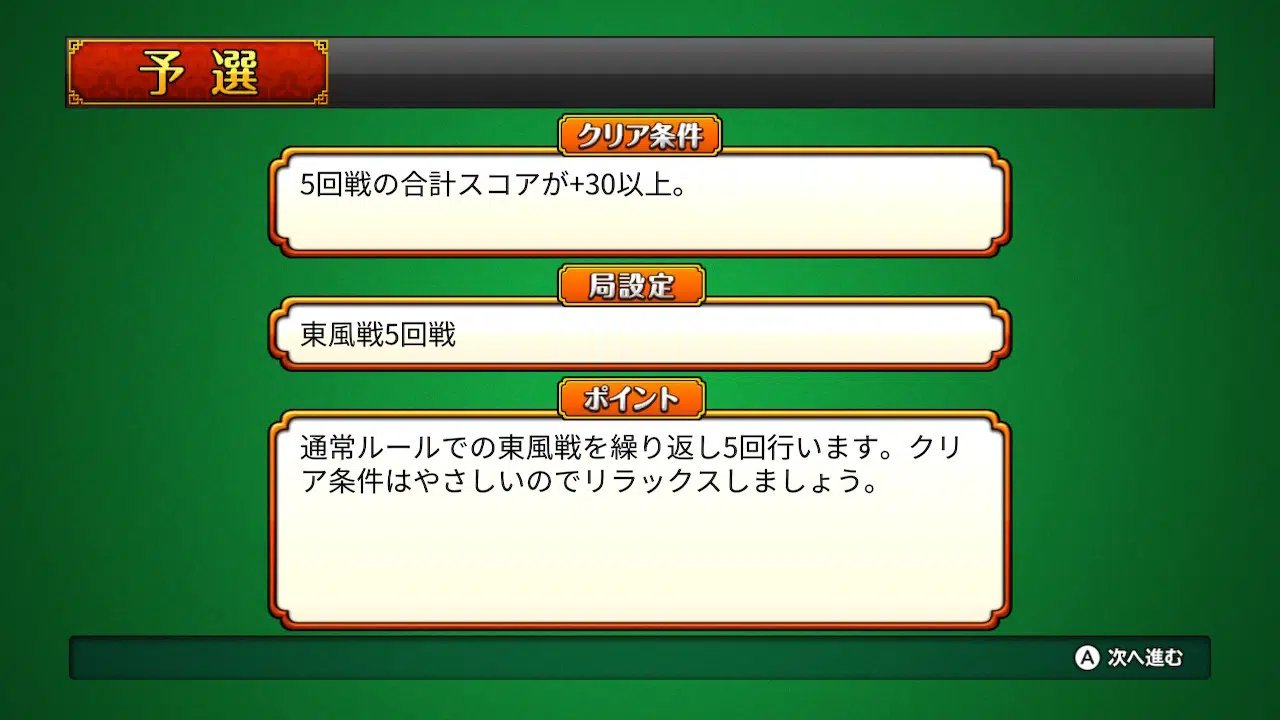 予選
クリア条件
5回戦の合計スコアが+30以上。
局設定
東風戦5回戦
ポイント
通常ルールでの東風戦を繰り返し5回行います。クリ
ア条件はやさしいのでリラックスしましょう。
A 次へ進む